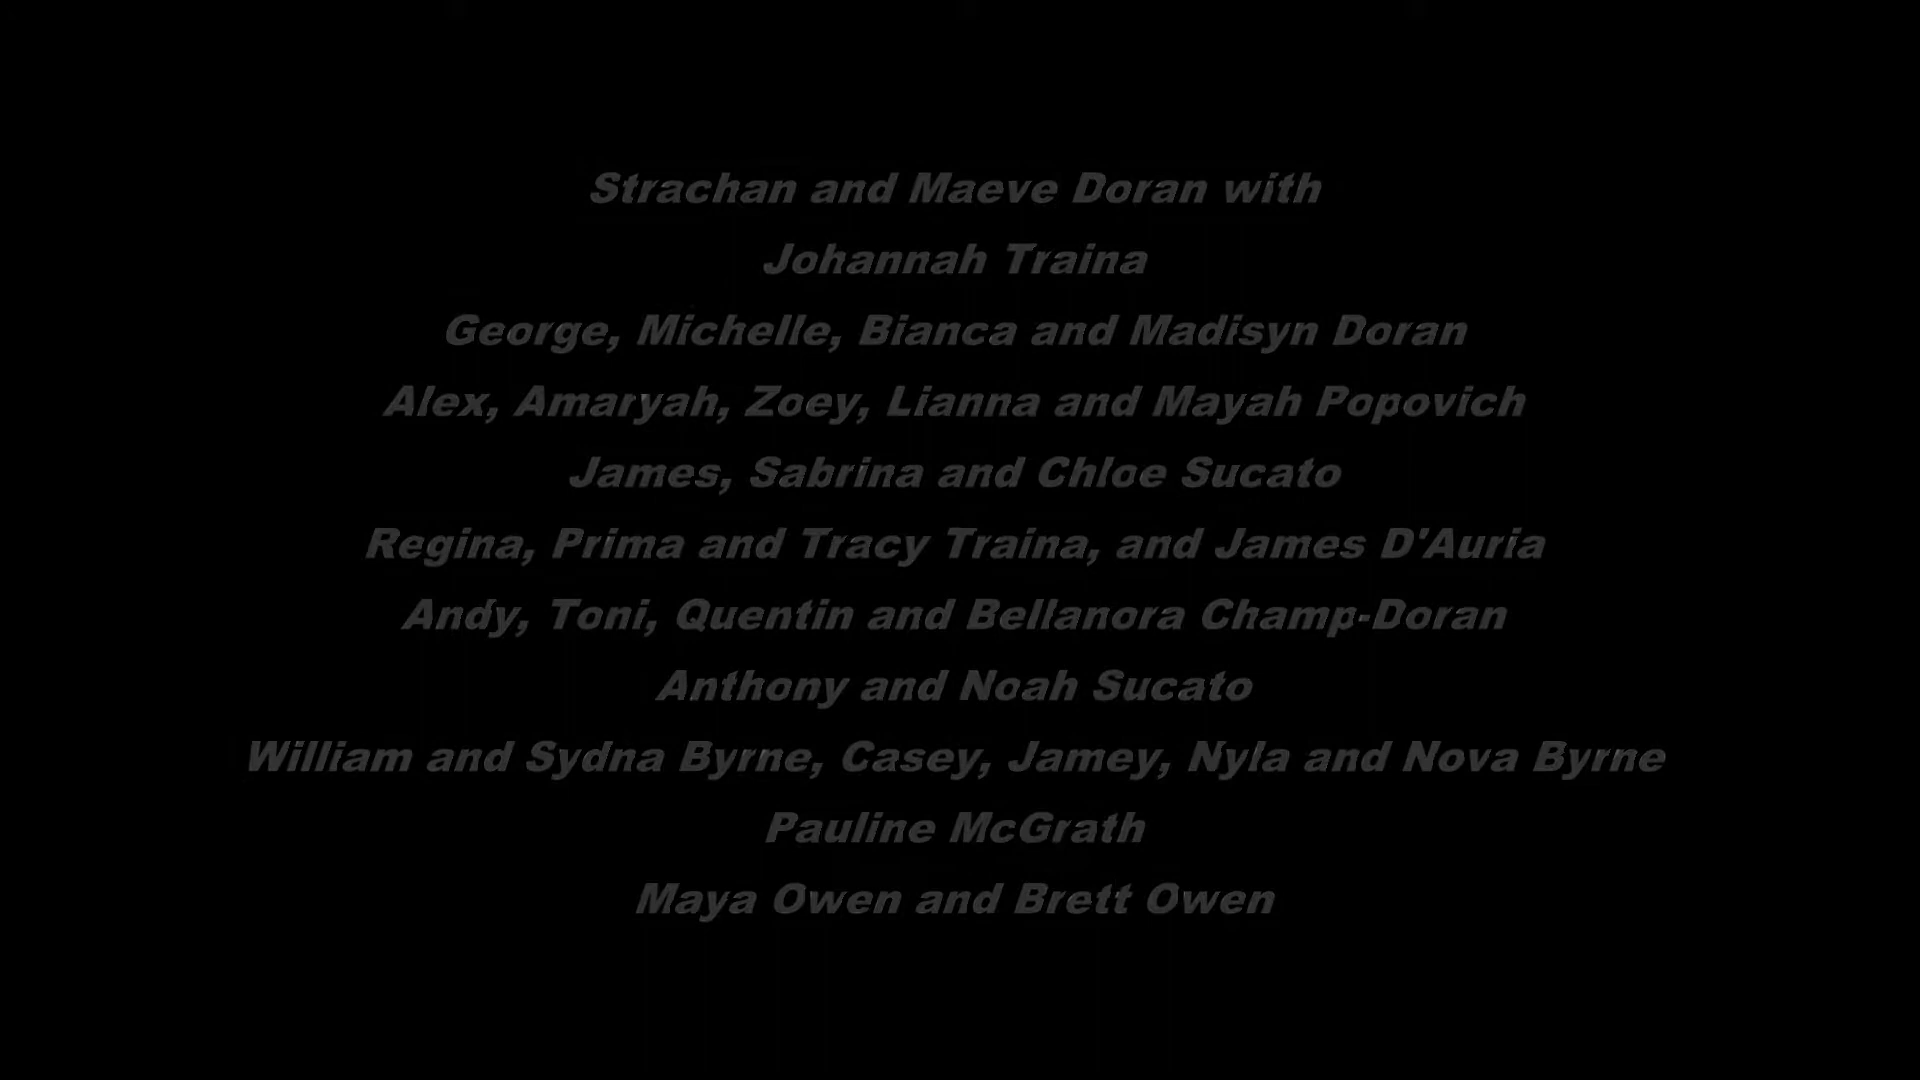 Strachan and Maeve Doran with
Johannah Traina
George, Michelle, Bianca and Madisyn Doran
Alex, Amaryah, Zoey, Lianna and Mayah Popovich
James, Sabrina and Chloe Sucato
Regina, Prima and Tracy Traina, and James D'Auria
Andy, Toni, Quentin and Bellanora Champ-Doran
Anthony and Noah Sucato
William and Sydna Byrne, Casey, Jamey, Nyla and Nova Byrne
Pauline McGrath
Maya Owen and Brett Owen